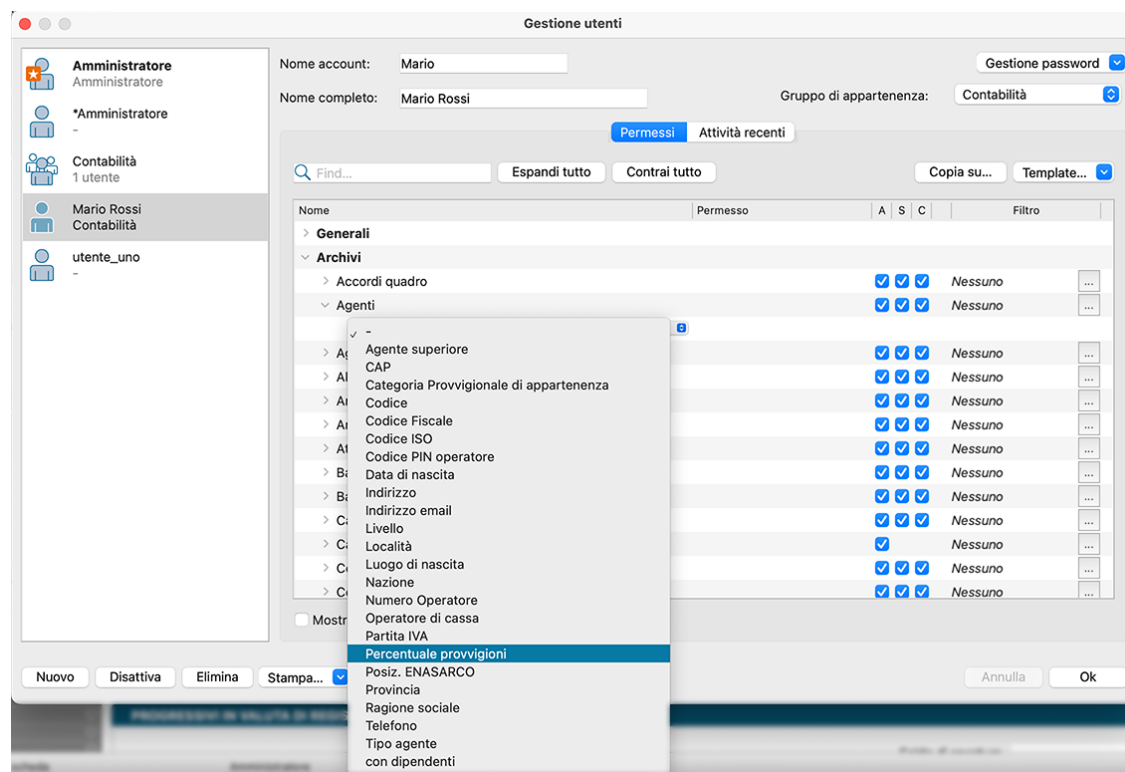 Gestione utenti
Amministratore
Amministratore
*Amministratore
-
Contabilità
1 utente
Mario Rossi
Contabilità
utente_uno
-
Nome account: Mario
Gestione password
Nome completo: Mario Rossi
Gruppo di appartenenza: Contabilità
Permessi Attività recenti
Find... Espandi tutto Contrai tutto Copia su... Template...
Nome Permesso A S C Filtro
Generali
Archivi
Accordi quadro Nessuno ...
Agenti Nessuno ...
-
Agente superiore
CAP
Categoria Provvigionale di appartenenza
Codice
Codice Fiscale
Codice ISO
Codice PIN operatore
Data di nascita
Indirizzo
Indirizzo email
Livello
Località
Luogo di nascita
Nazione
Numero Operatore
Operatore di cassa
Partita IVA
Percentuale provvigioni
Posiz. ENASARCO
Provincia
Ragione sociale
Telefono
Tipo agente
con dipendenti
Nessuno ...
Nessuno ...
Nessuno ...
Nessuno ...
Nessuno ...
Nessuno ...
Nessuno ...
Nessuno ...
Nessuno ...
Nessuno ...
Nessuno ...
Nuovo Disattiva Elimina Stampa... Annulla Ok
PROGRESSIVI IN VALUTA DI
Amministratore